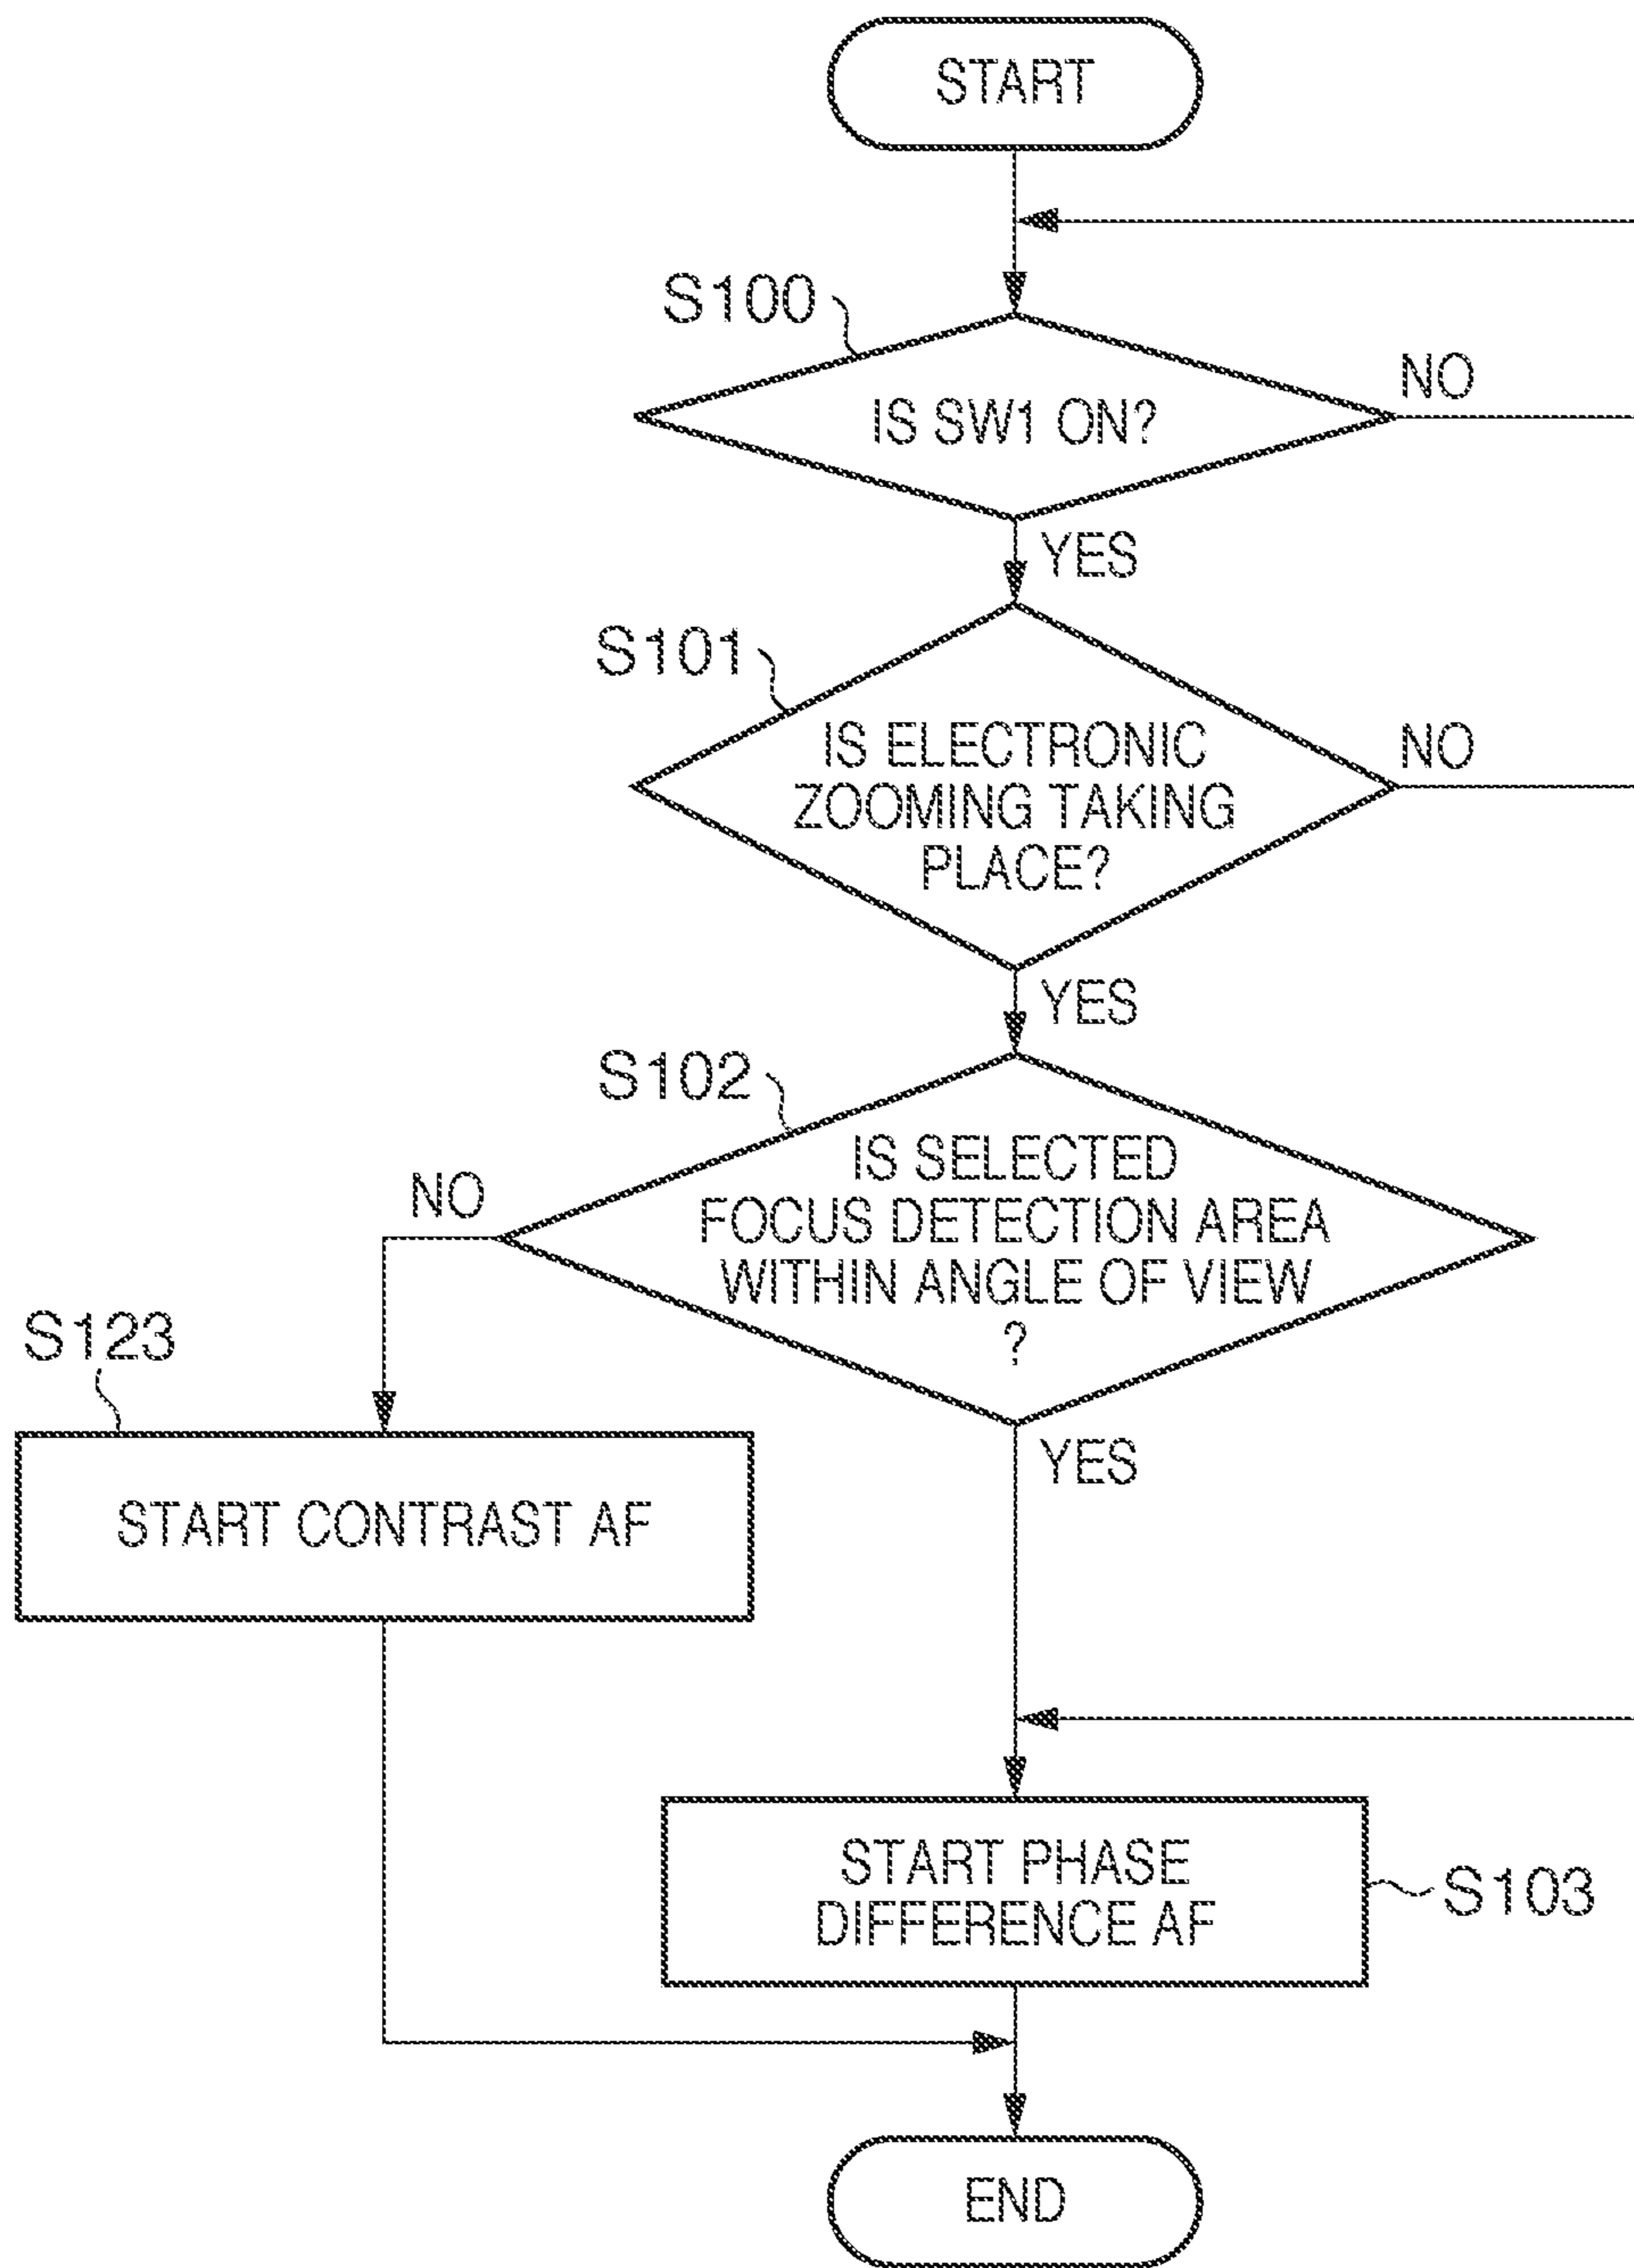 START
S100
IS SW1 ON?
NO
YES
S101
IS ELECTRONIC
ZOOMING TAKING
PLACE?
NO
YES
S102
IS SELECTED
FOCUS DETECTION AREA
WITHIN ANGLE OF VIEW
?
NO
YES
S123
START CONTRAST AF
START PHASE
DIFFERENCE AF
S103
END